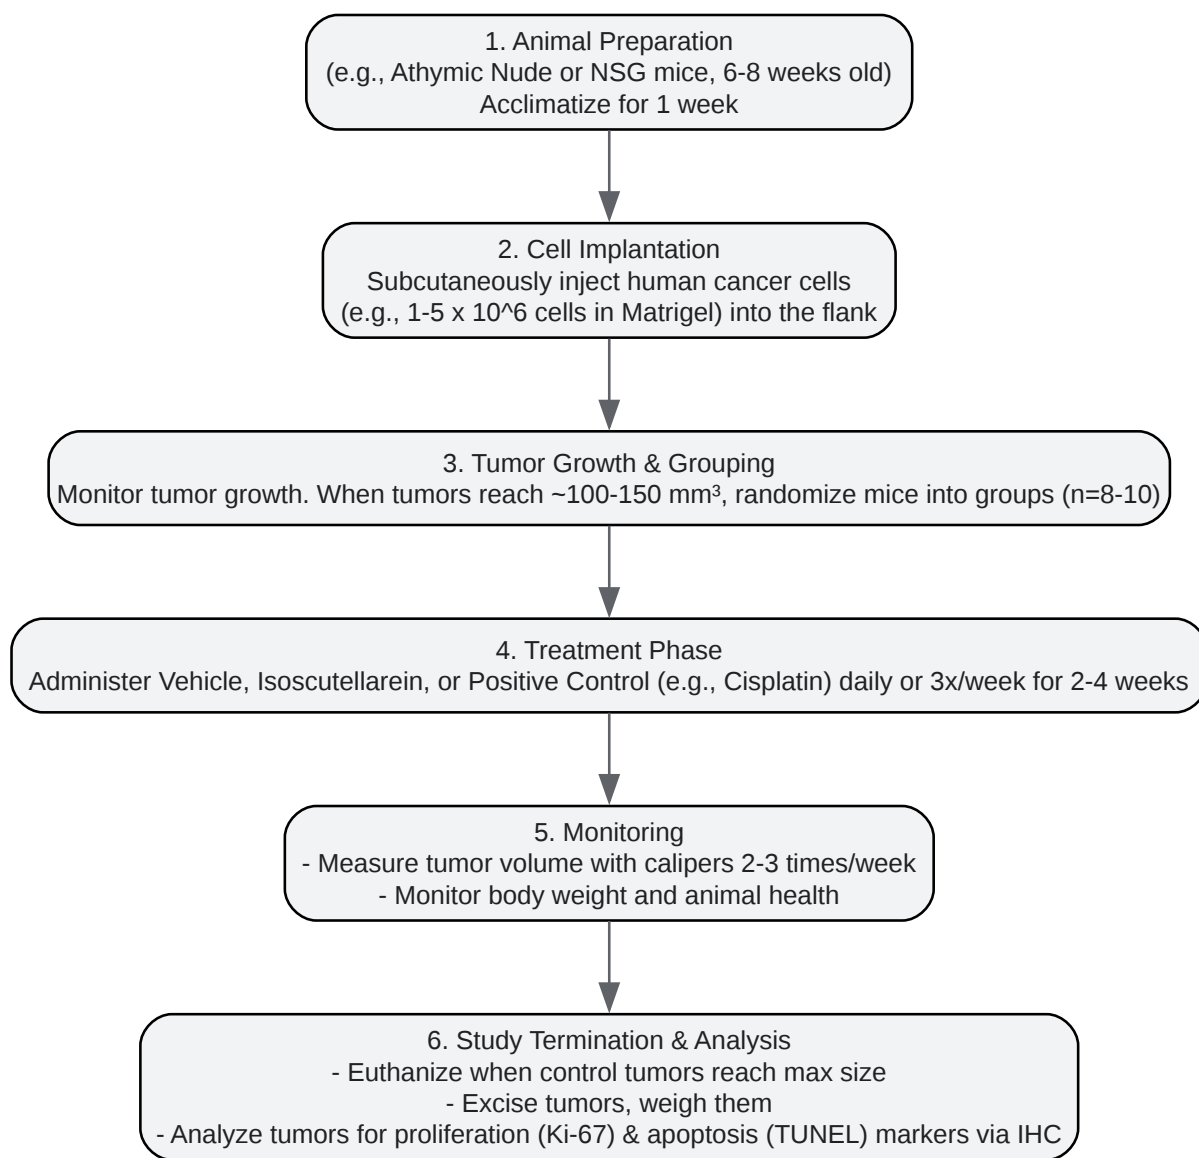 1. Animal Preparation
(e.g., Athymic Nude or NSG mice, 6-8 weeks old)
Acclimatize for 1 week
2. Cell Implantation
Subcutaneously inject human cancer cells
(e.g., 1-5 x 10^6 cells in Matrigel) into the flank
3. Tumor Growth & Grouping
Monitor tumor growth. When tumors reach ~100-150 mm³, randomize mice into groups (n=8-10)
4. Treatment Phase
Administer Vehicle, Isoscutellarein, or Positive Control (e.g., Cisplatin) daily or 3x/week for 2-4 weeks
5. Monitoring
- Measure tumor volume with calipers 2-3 times/week
- Monitor body weight and animal health
6. Study Termination & Analysis
- Euthanize when control tumors reach max size
- Excise tumors, weigh them
- Analyze tumors for proliferation (Ki-67) & apoptosis (TUNEL) markers via IHC